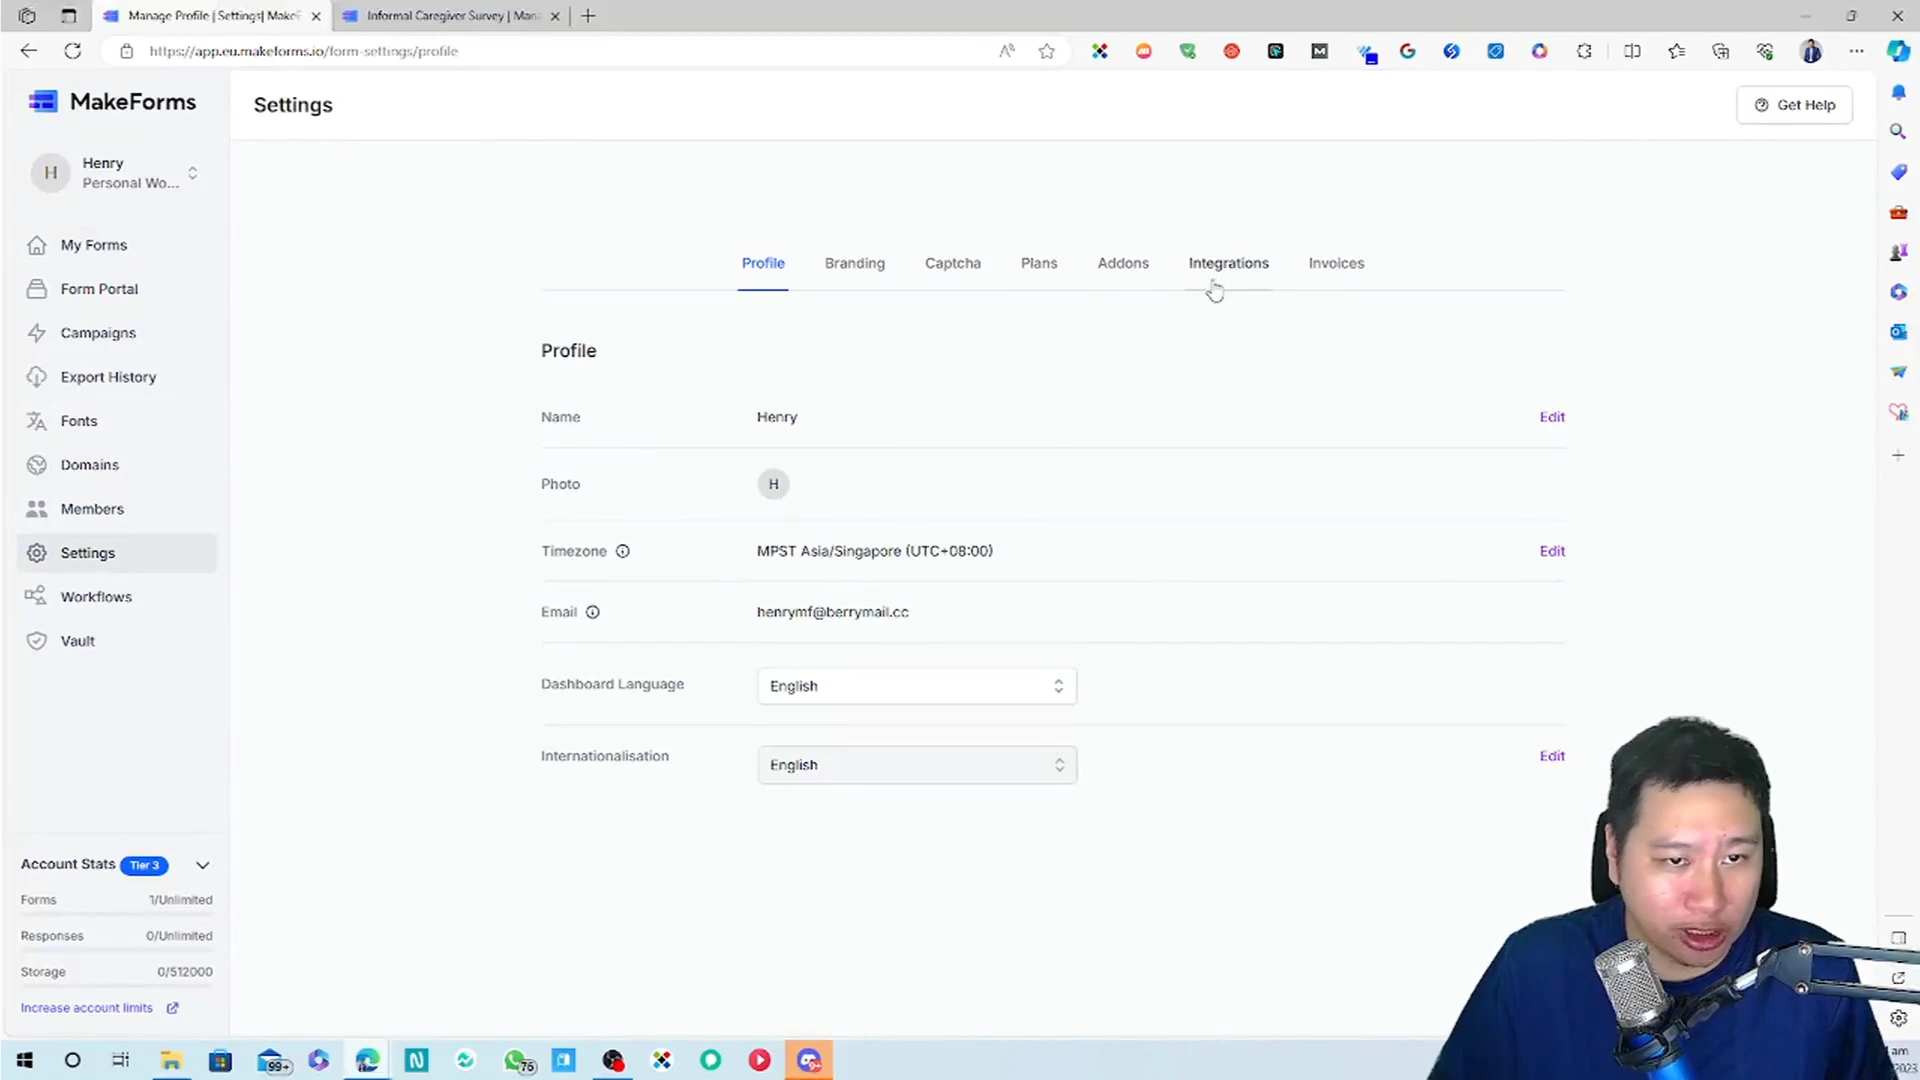 Manage Profile | Settings| MakeF
Informal Caregiver Survey | Mana
https://app.eu.makeforms.io/form-settings/profile
MakeForms
Settings
Get Help
H
Henry
Personal Wo...
My Forms
Form Portal
Campaigns
Export History
Fonts
Domains
Members
Settings
Workflows
Vault
Profile
Branding
Captcha
Plans
Addons
Integrations
Invoices
Profile
Name
Henry
Edit
Photo
H
Timezone
MPST Asia/Singapore (UTC+08:00)
Edit
Email
henrymf@berrymail.cc
Dashboard Language
English
Internationalisation
English
Edit
Account Stats
Tier 3
Forms
1/Unlimited
Responses
0/Unlimited
Storage
0/512000
Increase account limits
99+
76